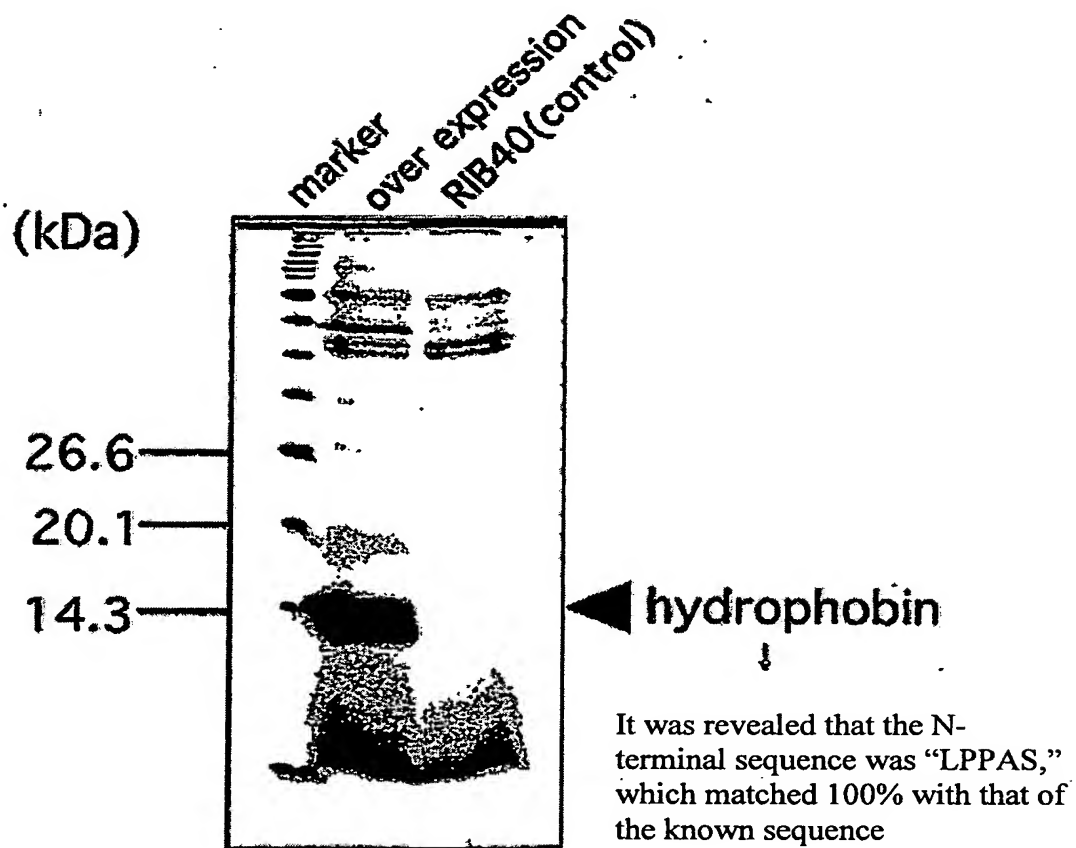 marker
over expression
RIB40(control)
(kDa)
26.6
20.1
14.3
hydrophobin
It was revealed that the N-
terminal sequence was “LPPAS,”
which matched 100% with that of
the known sequence